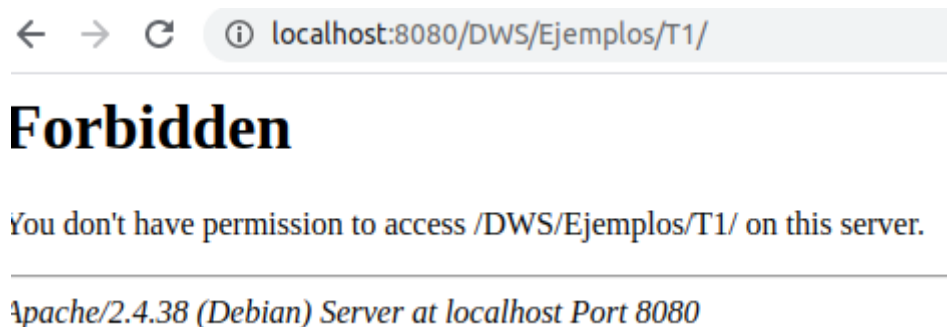 localhost:8080/DWS/Ejemplos/T1/
Forbidden
You don't have permission to access /DWS/Ejemplos/T1/ on this server.
Apache/2.4.38 (Debian) Server at localhost Port 8080